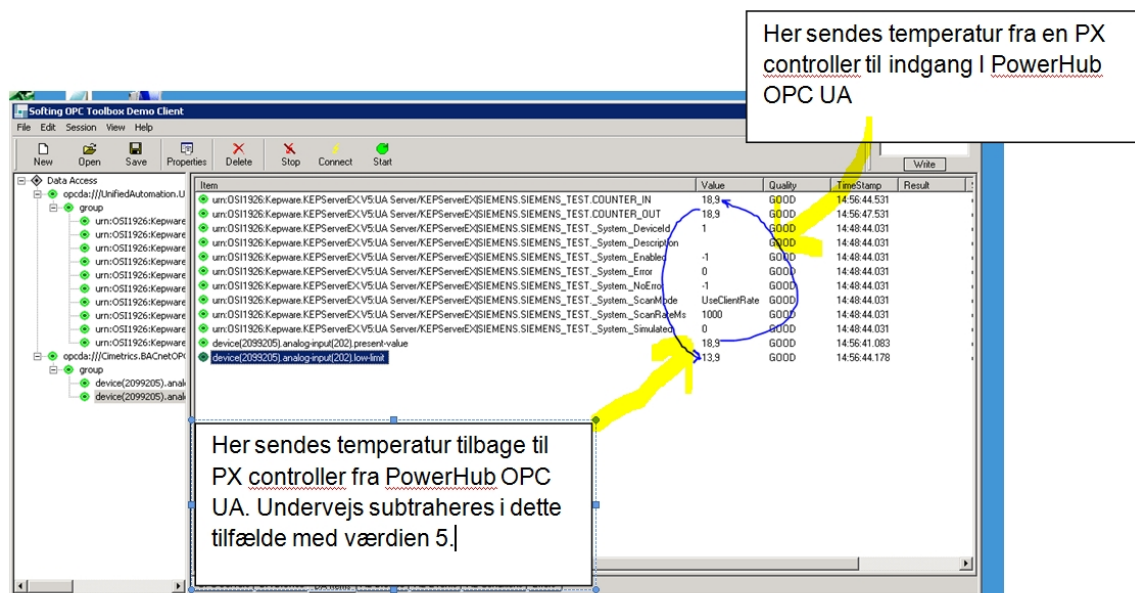 Her sendes temperatur fra en PX
controller til indgang I PowerHub
OPC UA
Softing OPC Toolbox Demo Client
File Edit Session View Help
New Open Save Properties Delete Stop Connect Start
Write
Data Access
opcda:///UnifiedAutomation.U
group
urn:OSI1926:Kepware
urn:OSI1926:Kepware
urn:OSI1926:Kepware
urn:OSI1926:Kepware
urn:OSI1926:Kepware
urn:OSI1926:Kepware
urn:OSI1926:Kepware
urn:OSI1926:Kepware
urn:OSI1926:Kepware
urn:OSI1926:Kepware
opcda:///Cimetrics.BACnetOPC
group
device(2099205).anal
device(2099205).anal
Item Value Quality TimeStamp Result
urn:OSI1926:Kepware.KEPServerEX.V5:UA Server/KEPServerEX|SIEMENS.SIEMENS_TEST.COUNTER_IN 18,9 GOOD 14:56:44.531
urn:OSI1926:Kepware.KEPServerEX.V5:UA Server/KEPServerEX|SIEMENS.SIEMENS_TEST.COUNTER_OUT 18,9 GOOD 14:56:47.531
urn:OSI1926:Kepware.KEPServerEX.V5:UA Server/KEPServerEX|SIEMENS.SIEMENS_TEST._System._DeviceId 1 GOOD 14:48:44.031
urn:OSI1926:Kepware.KEPServerEX.V5:UA Server/KEPServerEX|SIEMENS.SIEMENS_TEST._System._Description GOOD 14:48:44.031
urn:OSI1926:Kepware.KEPServerEX.V5:UA Server/KEPServerEX|SIEMENS.SIEMENS_TEST._System._Enabled -1 GOOD 14:48:44.031
urn:OSI1926:Kepware.KEPServerEX.V5:UA Server/KEPServerEX|SIEMENS.SIEMENS_TEST._System._Error 0 GOOD 14:48:44.031
urn:OSI1926:Kepware.KEPServerEX.V5:UA Server/KEPServerEX|SIEMENS.SIEMENS_TEST._System._NoError -1 GOOD 14:48:44.031
urn:OSI1926:Kepware.KEPServerEX.V5:UA Server/KEPServerEX|SIEMENS.SIEMENS_TEST._System._ScanMode UseClientRate GOOD 14:48:44.031
urn:OSI1926:Kepware.KEPServerEX.V5:UA Server/KEPServerEX|SIEMENS.SIEMENS_TEST._System._ScanRateMs 1000 GOOD 14:48:44.031
urn:OSI1926:Kepware.KEPServerEX.V5:UA Server/KEPServerEX|SIEMENS.SIEMENS_TEST._System._Simulated 0 GOOD 14:48:44.031
device(2099205).analog-input(202).present-value 18,9 GOOD 14:56:41.083
device(2099205).analog-input(202).low-limit 13,9 GOOD 14:56:44.178
Her sendes temperatur tilbage til
PX controller fra PowerHub OPC
UA. Undervejs subtraheres i dette
tilfælde med værdien 5.